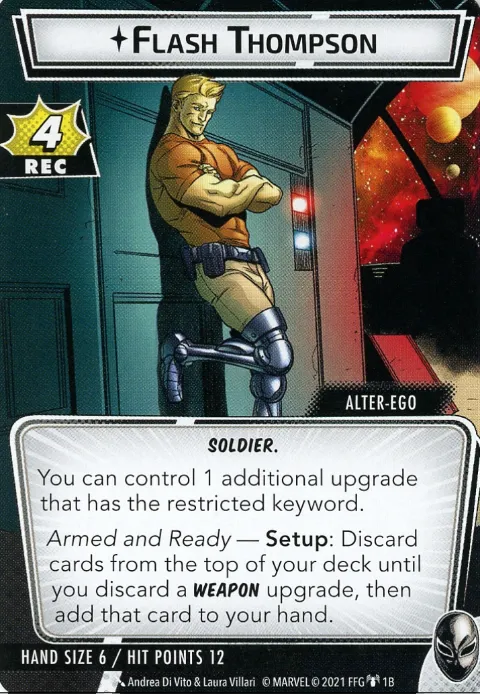 Flash Thompson
4
REC
ALTER-EGO
SOLDIER.
You can control 1 additional upgrade
that has the restricted keyword.
Armed and Ready — Setup: Discard
cards from the top of your deck until
you discard a WEAPON upgrade, then
add that card to your hand.
HAND SIZE 6 / HIT POINTS 12
Andrea Di Vito & Laura Villari © MARVEL © 2021 FFG 1B